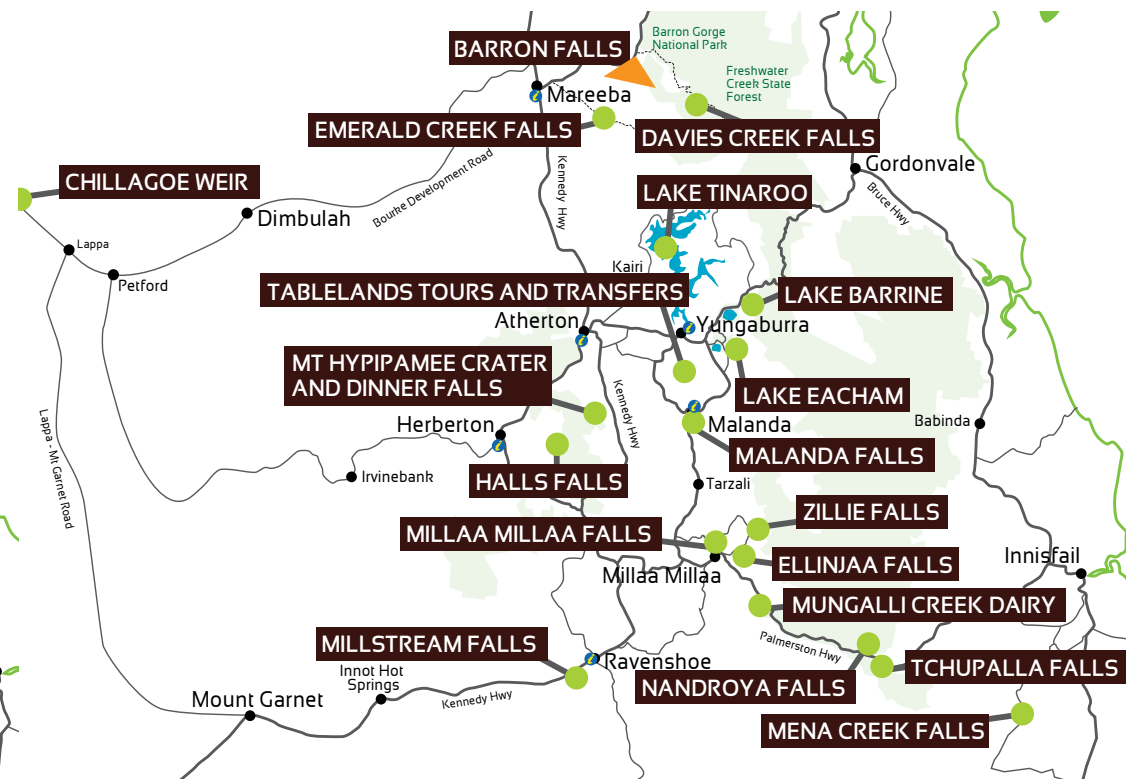 Barron Gorge
National Park
BARRON FALLS
Freshwater
Creek State
Forest
Mareeba
EMERALD CREEK FALLS
DAVIES CREEK FALLS
Gordonvale
Kennedy Hwy
Bourke Development Road
CHILLAGOE WEIR
LAKE TINAROO
Bruce Hwy
Dimbulah
Lappa
Petford
Kairi
TABLELANDS TOURS AND TRANSFERS
LAKE BARRINE
Atherton
Yungaburra
MT HYPIPAMEE CRATER
AND DINNER FALLS
Kennedy Hwy
LAKE EACHAM
Herberton
Malanda
Babinda
MALANDA FALLS
Lappa - Mt Garnet Road
Irvinebank
HALLS FALLS
Tarzali
ZILLIE FALLS
MILLAA MILLAA FALLS
ELLINJAA FALLS
Innisfail
Millaa Millaa
MUNGALLI CREEK DAIRY
MILLSTREAM FALLS
Palmerston Hwy
Ravenshoe
TCHUPALLA FALLS
Innot Hot
Springs
NANDROYA FALLS
Mount Garnet
Kennedy Hwy
MENA CREEK FALLS